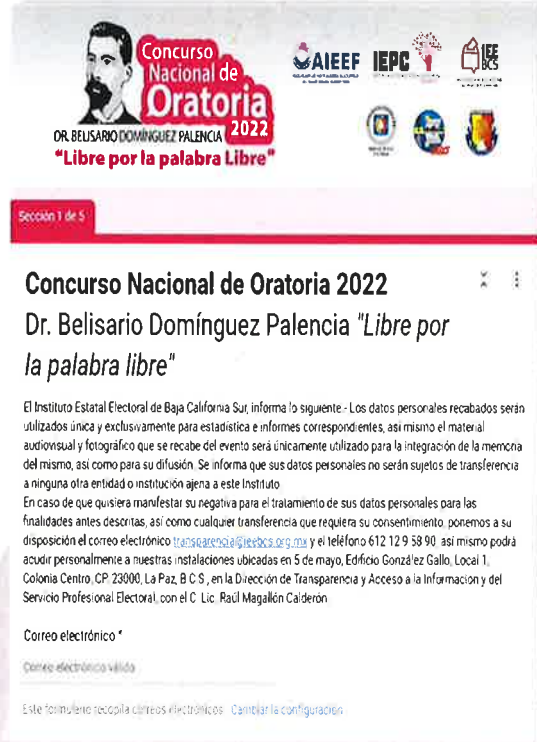 Concurso
Nacional de
Oratoria
2022
DR. BELISARIO DOMÍNGUEZ PALENCIA
"Libre por la palabra Libre"
AIEEF
IEPC
IEE
BCS
Sección 1 de 5
Concurso Nacional de Oratoria 2022
Dr. Belisario Domínguez Palencia "Libre por
la palabra libre"
El Instituto Estatal Electoral de Baja California Sur, informa lo siguiente.- Los datos personales recabados serán
utilizados única y exclusivamente para estadística e informes correspondientes, así mismo el material
audiovisual y fotográfico que se recabe del evento será únicamente utilizado para la integración de la memoria
del mismo, así como para su difusión. Se informa que sus datos personales no serán sujetos de transferencia
a ninguna otra entidad o institución ajena a este Instituto
En caso de que quisiera manifestar su negativa para el tratamiento de sus datos personales para las
finalidades antes descritas, así como cualquier transferencia que requiera su consentimiento, ponemos a su
disposición el correo electrónico transparencia@ieebcs.org.mx y el teléfono 612 12 9 58 90, así mismo podrá
acudir personalmente a nuestras instalaciones ubicadas en 5 de mayo, Edificio González Gallo, Local 1,
Colonia Centro, CP. 23000, La Paz, B.C.S., en la Dirección de Transparencia y Acceso a la Informacion y del
Servicio Profesional Electoral, con el C. Lic. Raúl Magallón Calderón
Correo electrónico *
Correo electrónico válido
Este formulario recopila correos electrónicos. Cambiar la configuración